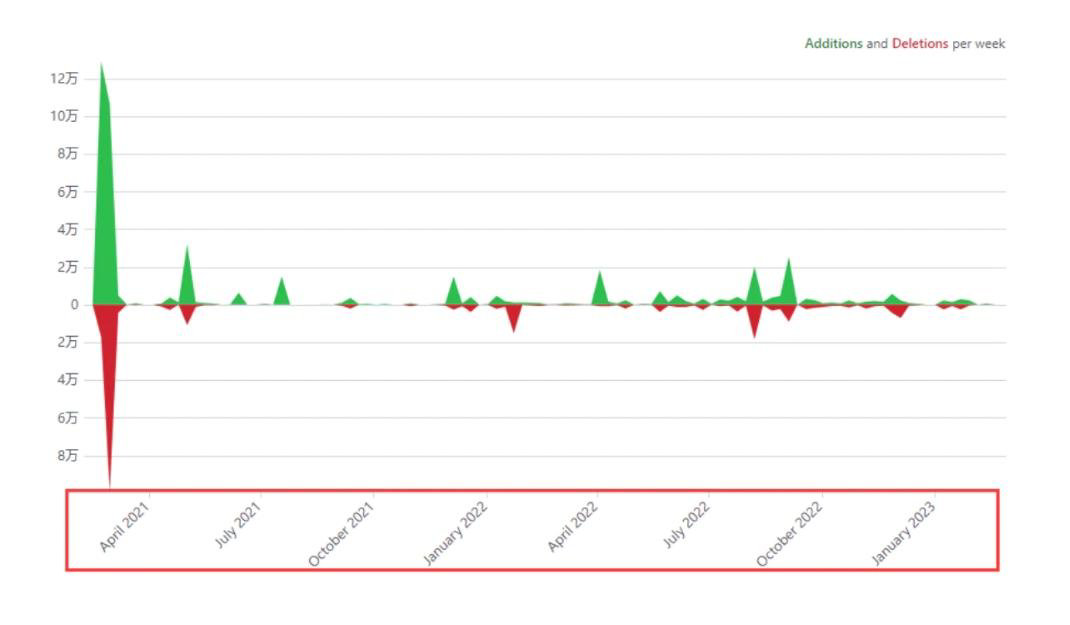 Additions and Deletions per week
12万
10万
8万
6万
4万
2万
0
2万
4万
6万
8万
April 2021
July 2021
October 2021
January 2022
April 2022
July 2022
October 2022
January 2023